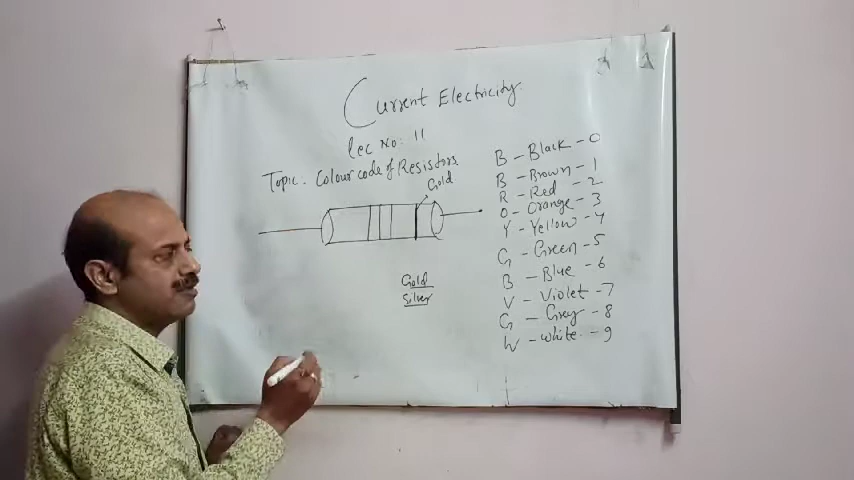 Current Electricity
Lec No: 11
Topic: Colour code of Resistors
Gold
Gold
Silver
B - Black - 0
B - Brown - 1
R - Red - 2
O - Orange - 3
Y - Yellow - 4
G - Green - 5
B - Blue - 6
V - Violet - 7
G - Grey - 8
W - White - 9